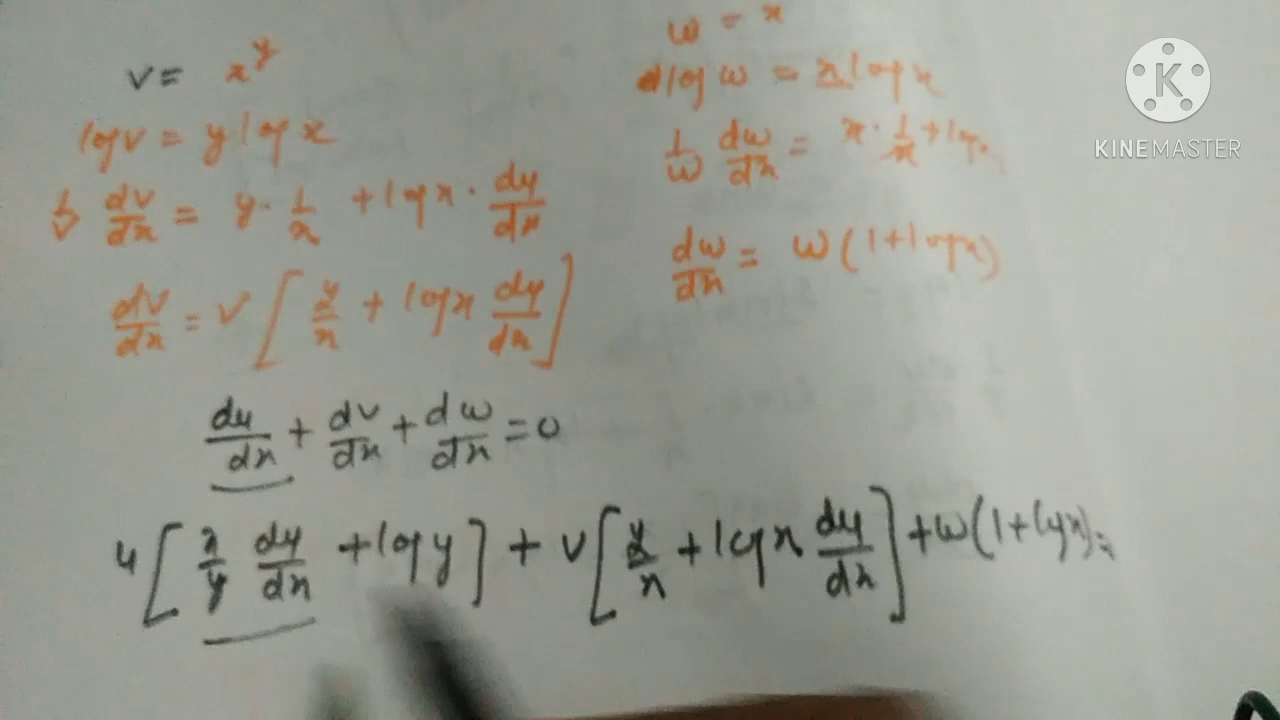 v = x^y
log v = y log x
1/v dv/dx = y · 1/x + log x · dy/dx
dv/dx = v [ y/x + log x dy/dx ]
w = x
log w = x log x
1/w dw/dx = x · 1/x + log x
dw/dx = w (1 + log x)
K
KINEMASTER
du/dx + dv/dx + dw/dx = 0
u [ x/y dy/dx + log y ] + v [ y/x + log x dy/dx ] + w (1 + log x) =